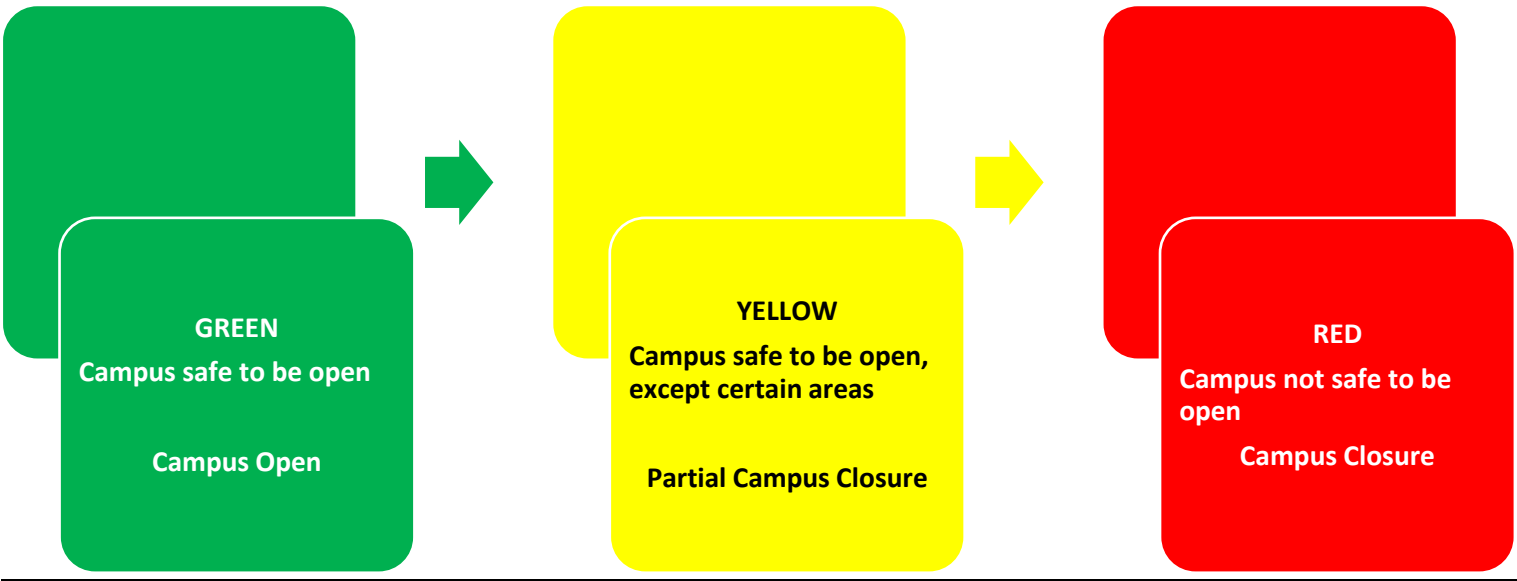 GREEN
Campus safe to be open
Campus Open
YELLOW
Campus safe to be open,
except certain areas
Partial Campus Closure
RED
Campus not safe to be
open
Campus Closure